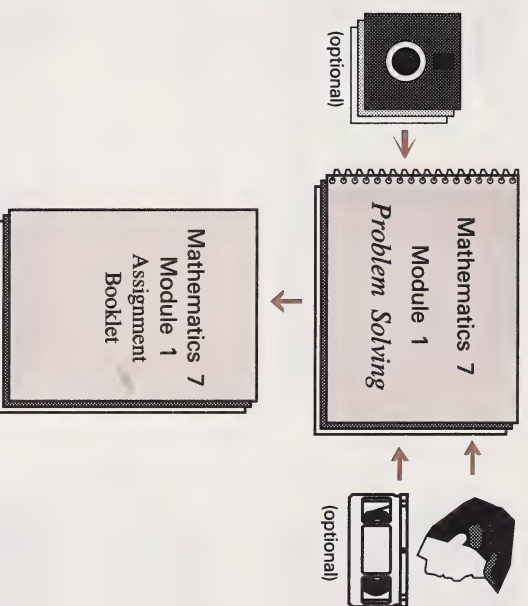 (optional)
Mathematics 7
Module 1
Problem Solving
(optional)
Mathematics 7
Module 1
Assignment
Booklet